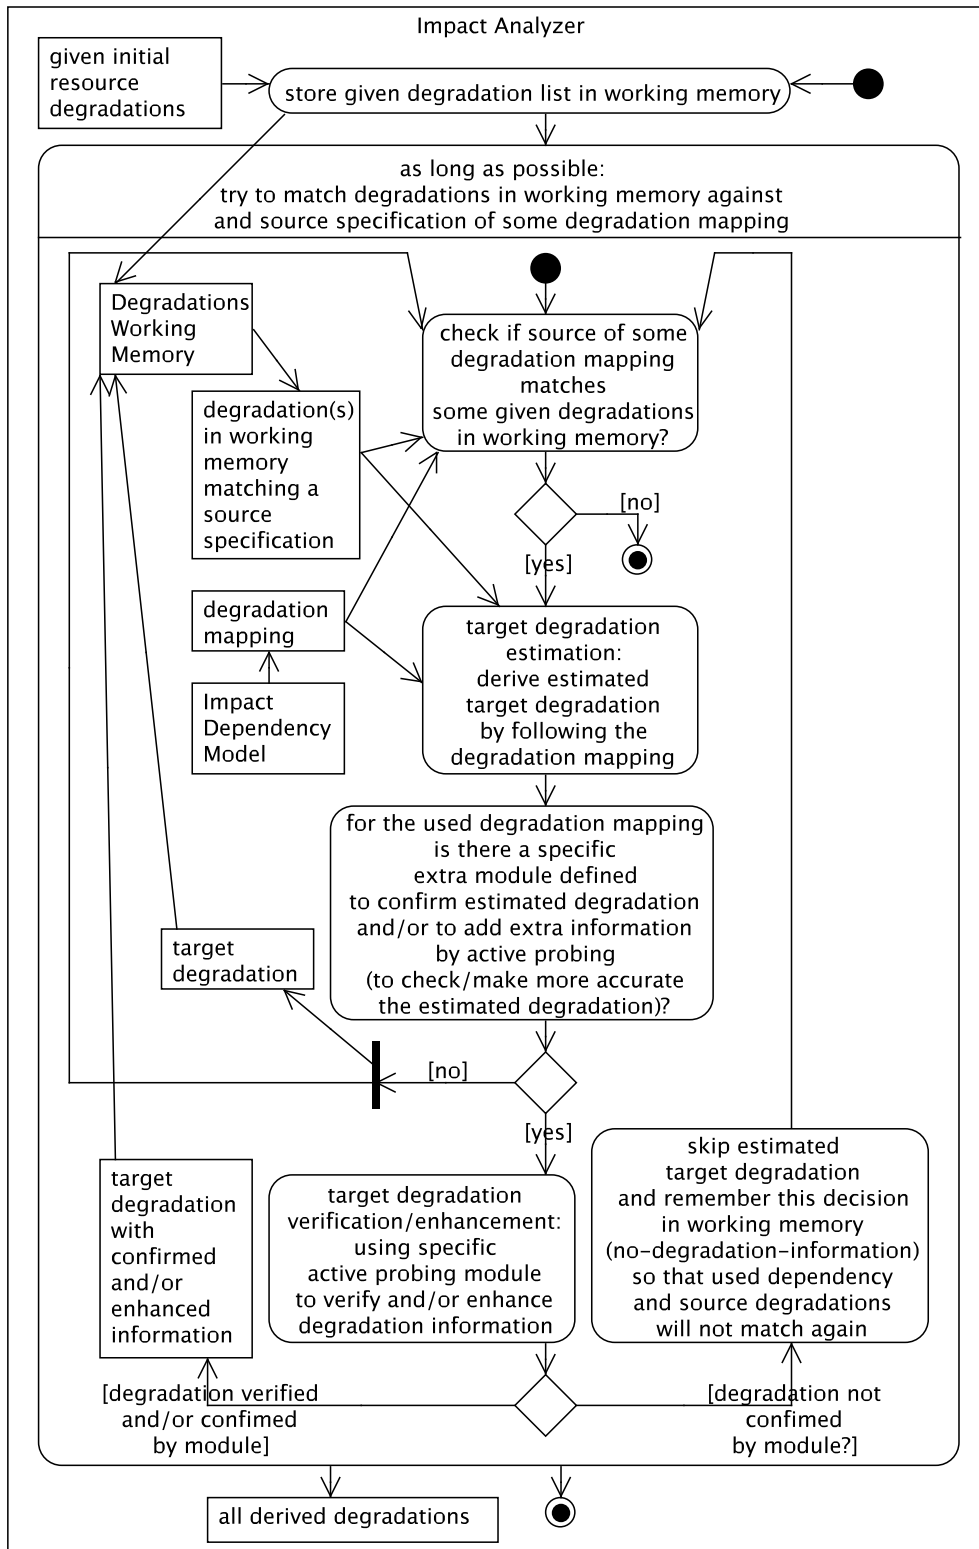 Impact Analyzer
given initial
resource
degradations
store given degradation list in working memory
as long as possible:
try to match degradations in working memory against
and source specification of some degradation mapping
Degradations
Working
Memory
check if source of some
degradation mapping
matches
some given degradations
in working memory?
degradation(s)
in working
memory
matching a
source
specification
[no]
[yes]
degradation
mapping
Impact
Dependency
Model
target degradation
estimation:
derive estimated
target degradation
by following the
degradation mapping
for the used degradation mapping
is there a specific
extra module defined
to confirm estimated degradation
and/or to add extra information
by active probing
(to check/make more accurate
the estimated degradation)?
target
degradation
[no]
[yes]
target
degradation
with
confirmed
and/or
enhanced
information
target degradation
verification/enhancement:
using specific
active probing module
to verify and/or enhance
degradation information
skip estimated
target degradation
and remember this decision
in working memory
(no-degradation-information)
so that used dependency
and source degradations
will not match again
[degradation verified
and/or confimed
by module]
[degradation not
confimed
by module?]
all derived degradations